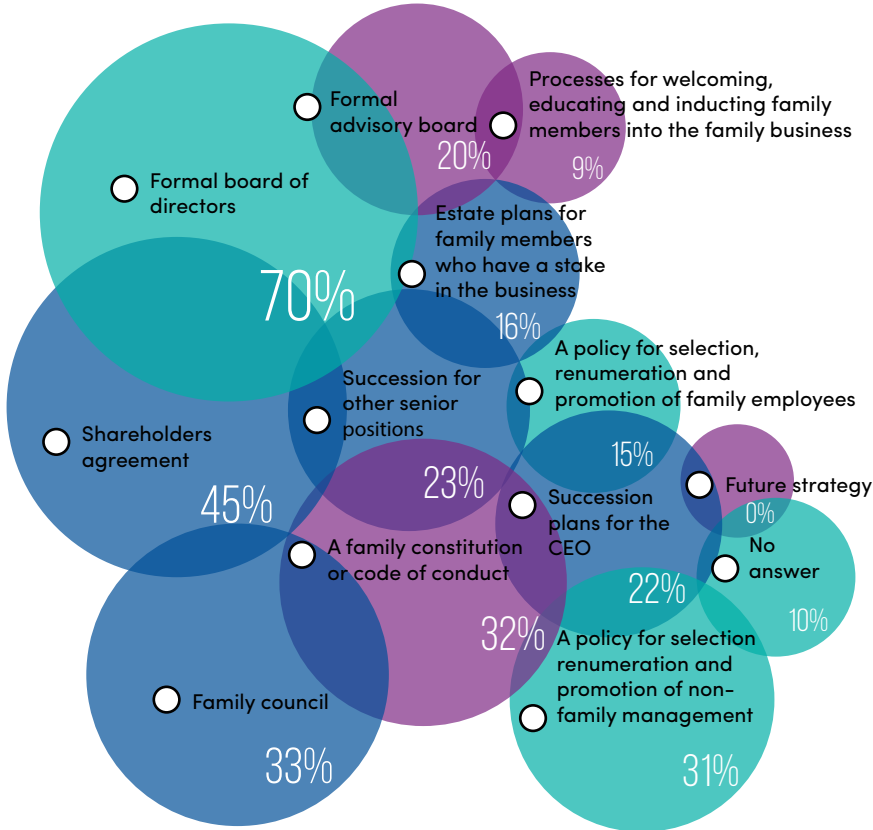 Formal
advisory board
20%
Processes for welcoming,
educating and inducting family
members into the family business
9%
Formal board of
directors
70%
Estate plans for
family members
who have a stake
in the business
16%
A policy for selection,
renumeration and
promotion of family employees
15%
Succession for
other senior
positions
23%
Shareholders
agreement
45%
Succession
plans for the
CEO
22%
Future strategy
0%
No
answer
10%
A family constitution
or code of conduct
32%
A policy for selection
renumeration and
promotion of non-
family management
31%
Family council
33%